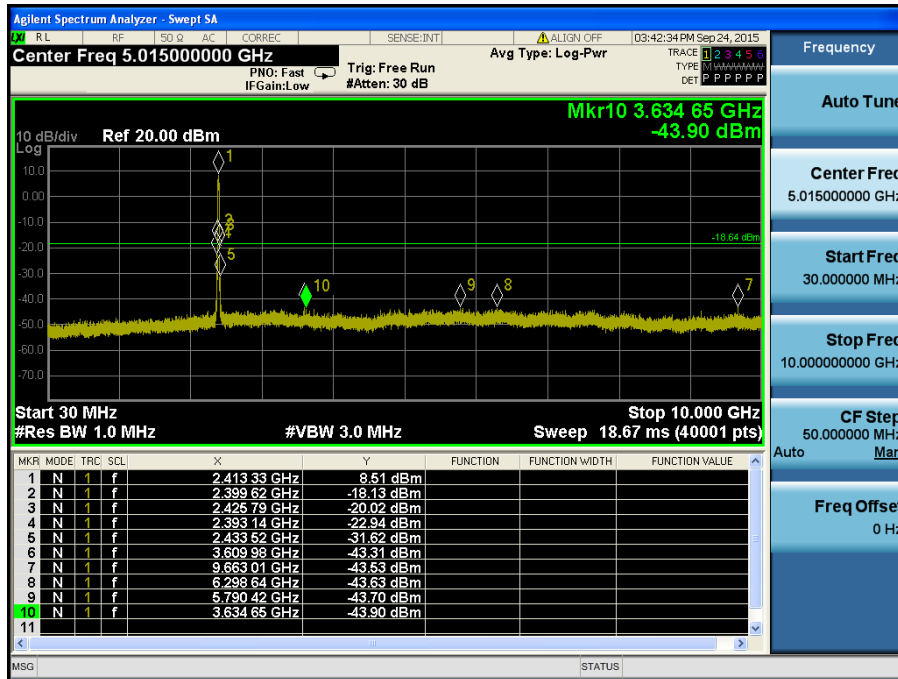 Agilent Spectrum Analyzer - Swept SA
LXI RL RF 50 Ω AC CORREC SENSE:INT ALIGN OFF 03:42:34 PM Sep 24, 2015
Center Freq 5.015000000 GHz
PNO: Fast
IFGain:Low
Trig: Free Run
#Atten: 30 dB
Avg Type: Log-Pwr
TRACE 1 2 3 4 5 6
TYPE M WWWWW
DET P P P P P P
Mkr10 3.634 65 GHz
-43.90 dBm
10 dB/div Ref 20.00 dBm
Log
10.0
0.00
-10.0
-20.0
-30.0
-40.0
-50.0
-60.0
-70.0
1
3
5
10
9
8
7
-18.64 dBm
Start 30 MHz Stop 10.000 GHz
#Res BW 1.0 MHz #VBW 3.0 MHz Sweep 18.67 ms (40001 pts)
MKR MODE TRC SCL X Y FUNCTION FUNCTION WIDTH FUNCTION VALUE
1 N 1 f 2.413 33 GHz 8.51 dBm
2 N 1 f 2.399 62 GHz -18.13 dBm
3 N 1 f 2.425 79 GHz -20.02 dBm
4 N 1 f 2.393 14 GHz -22.94 dBm
5 N 1 f 2.433 52 GHz -31.62 dBm
6 N 1 f 3.609 98 GHz -43.31 dBm
7 N 1 f 9.663 01 GHz -43.53 dBm
8 N 1 f 6.298 64 GHz -43.63 dBm
9 N 1 f 5.790 42 GHz -43.70 dBm
10 N 1 f 3.634 65 GHz -43.90 dBm
11
MSG STATUS
Frequency
Auto Tune
Center Freq
5.015000000 GHz
Start Freq
30.000000 MHz
Stop Freq
10.000000000 GHz
CF Step
50.000000 MHz
Auto Man
Freq Offset
0 Hz